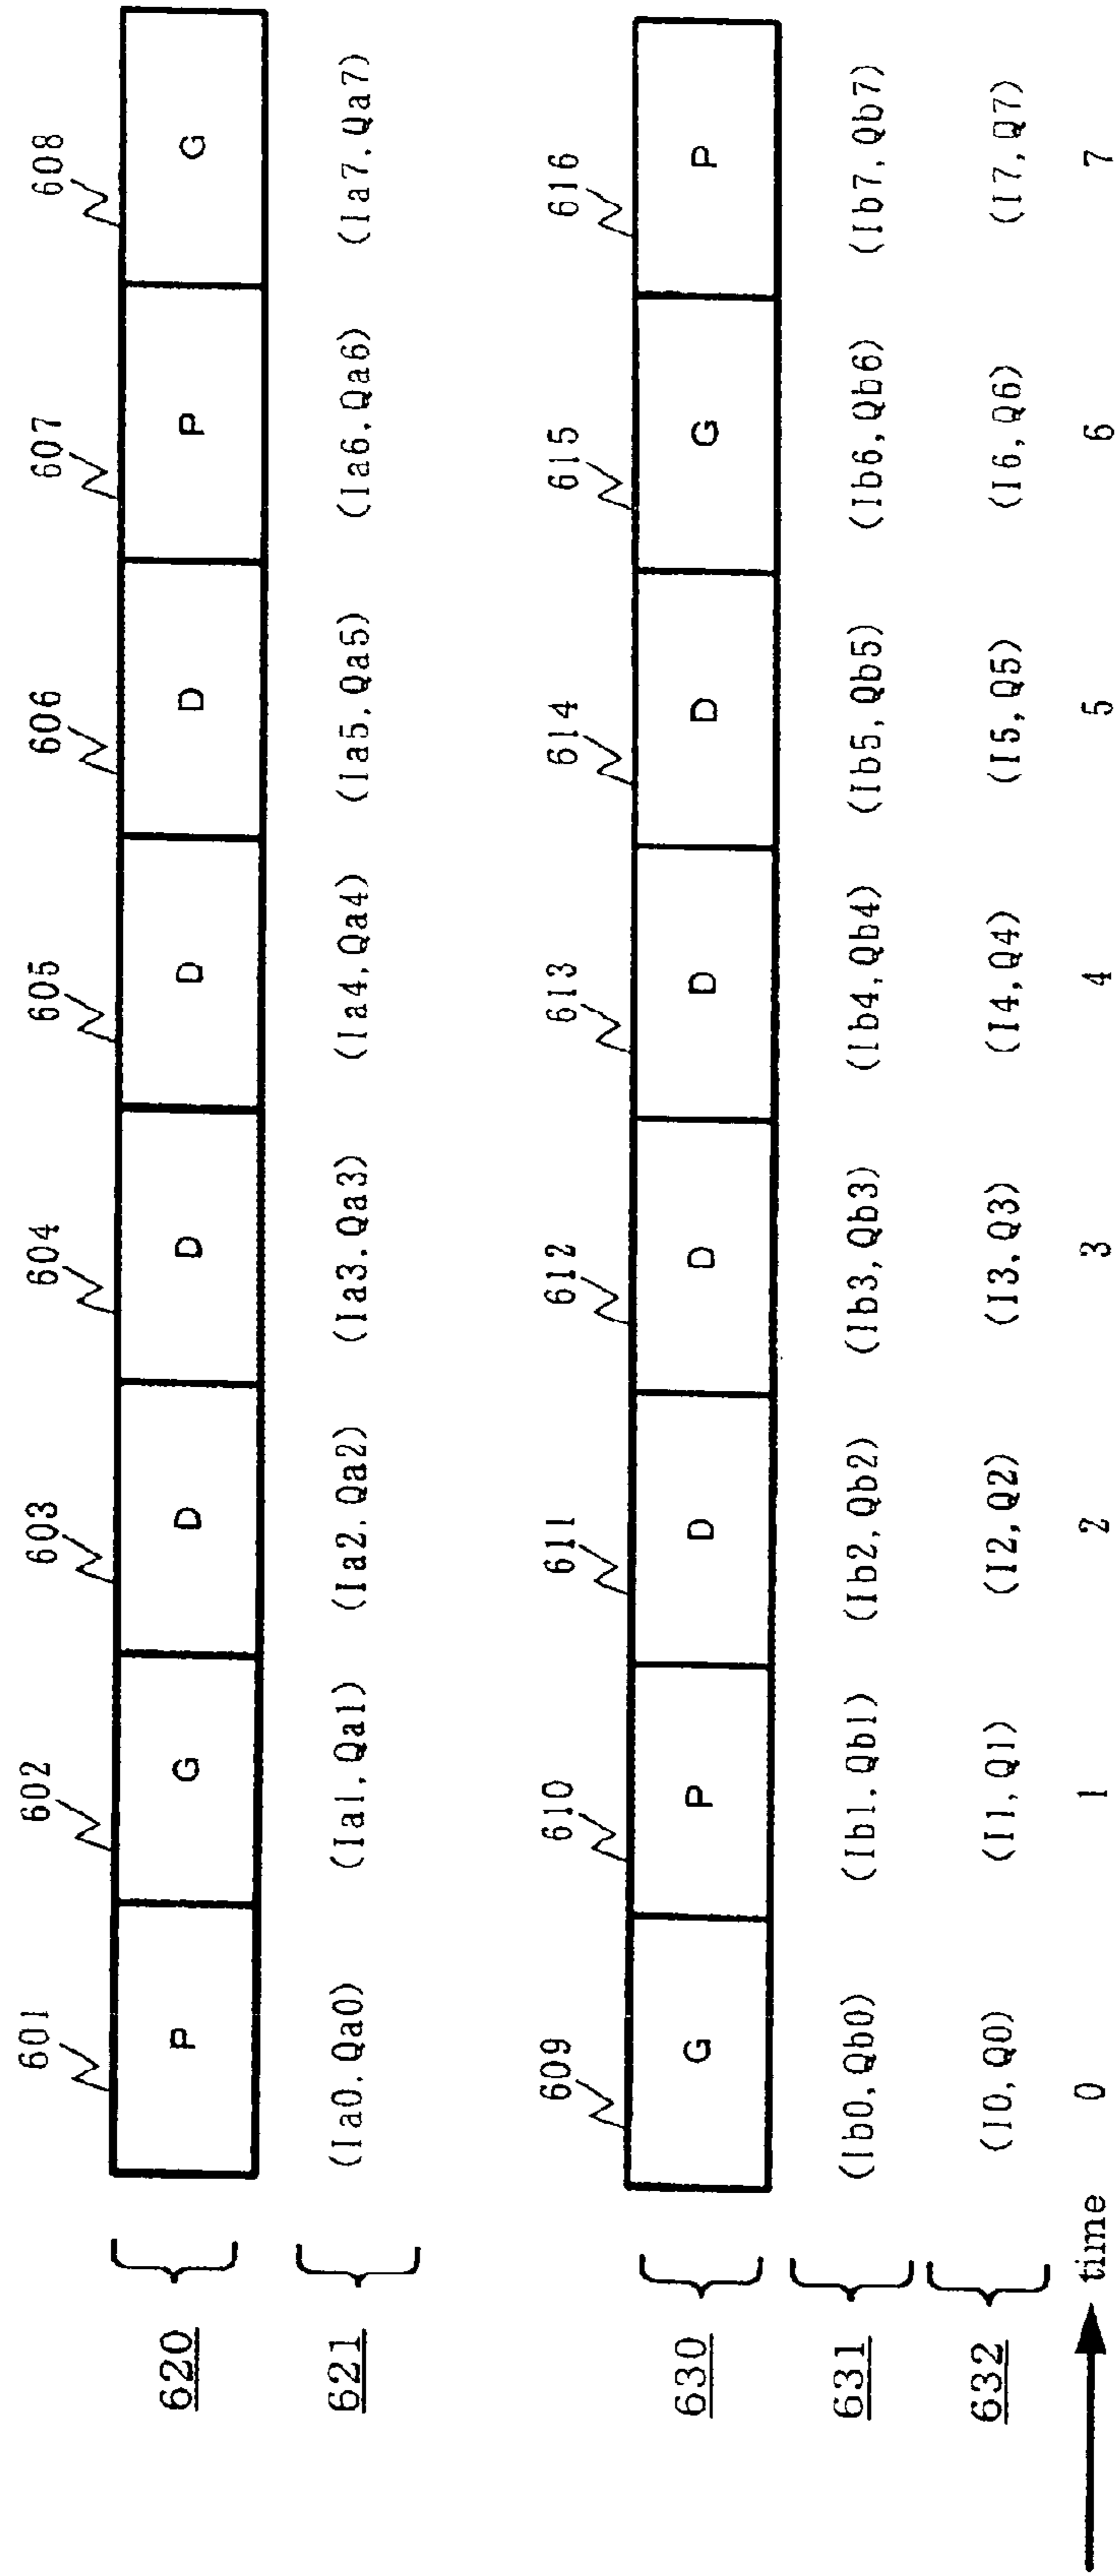 601 602 603 604 605 606 607 608
620 P G D D D D P G
621 (Ia0, Qa0) (Ia1, Qa1) (Ia2, Qa2) (Ia3, Qa3) (Ia4, Qa4) (Ia5, Qa5) (Ia6, Qa6) (Ia7, Qa7)
609 610 611 612 613 614 615 616
630 G P D D D D G P
631 (Ib0, Qb0) (Ib1, Qb1) (Ib2, Qb2) (Ib3, Qb3) (Ib4, Qb4) (Ib5, Qb5) (Ib6, Qb6) (Ib7, Qb7)
632 (I0, Q0) (I1, Q1) (I2, Q2) (I3, Q3) (I4, Q4) (I5, Q5) (I6, Q6) (I7, Q7)
time 0 1 2 3 4 5 6 7